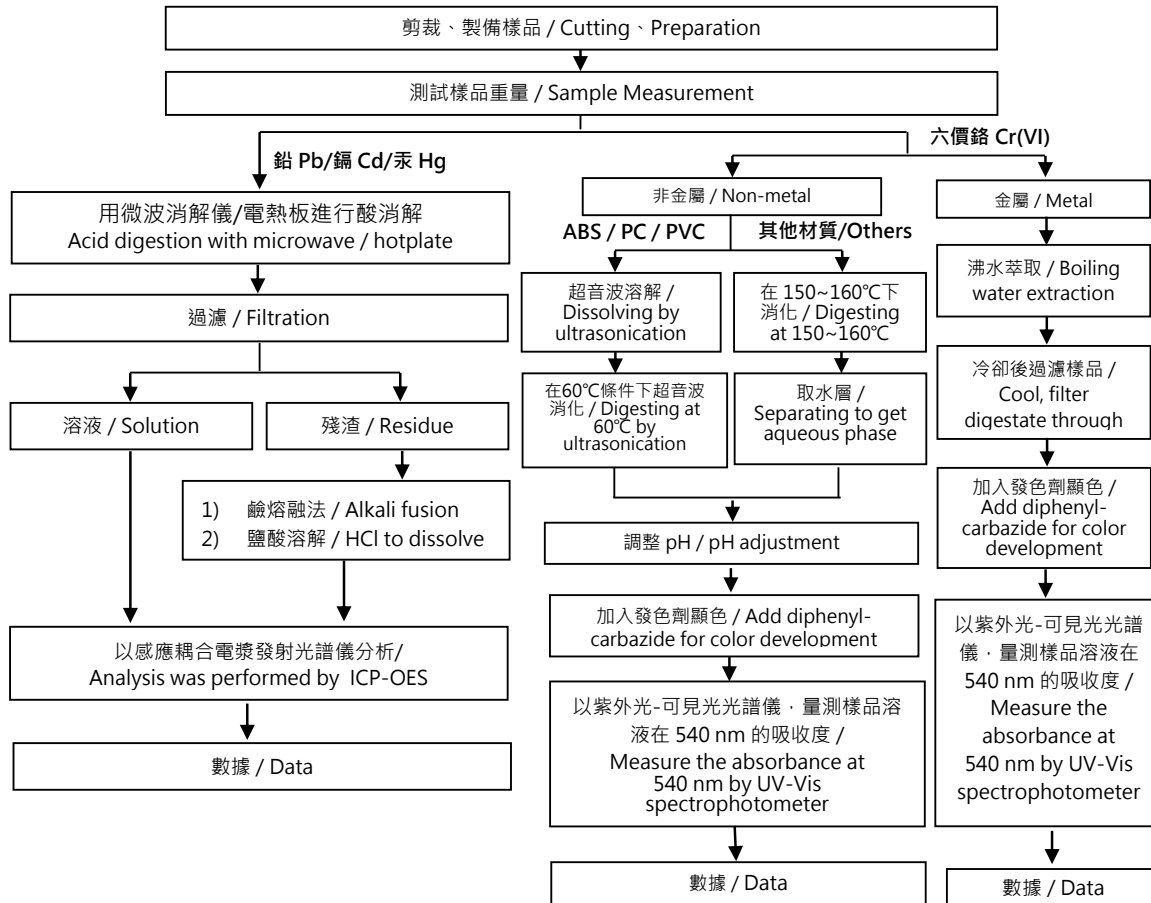 剪裁、製備樣品 / Cutting、Preparation
測試樣品重量 / Sample Measurement
鉛 Pb/鎘 Cd/汞 Hg
用微波消解儀/電熱板進行酸消解
Acid digestion with microwave / hotplate
過濾 / Filtration
溶液 / Solution
殘渣 / Residue
1) 鹼熔融法 / Alkali fusion
2) 鹽酸溶解 / HCl to dissolve
以感應耦合電漿發射光譜儀分析/
Analysis was performed by ICP-OES
數據 / Data
六價鉻 Cr(VI)
非金屬 / Non-metal
ABS / PC / PVC
超音波溶解 /
Dissolving by
ultrasonication
在60℃條件下超音波
消化 / Digesting at
60℃ by
ultrasonication
其他材質/Others
在 150~160℃下
消化 / Digesting
at 150~160℃
取水層 /
Separating to get
aqueous phase
調整 pH / pH adjustment
加入發色劑顯色 / Add diphenyl-
carbazide for color development
以紫外光-可見光光譜儀，量測樣品溶
液在 540 nm 的吸收度 /
Measure the absorbance at
540 nm by UV-Vis
spectrophotometer
數據 / Data
金屬 / Metal
沸水萃取 / Boiling
water extraction
冷卻後過濾樣品 /
Cool, filter
digestate through
加入發色劑顯色 /
Add diphenyl-
carbazide for color
development
以紫外光-可見光光譜
儀，量測樣品溶液在
540 nm 的吸收度 /
Measure the
absorbance at
540 nm by UV-Vis
spectrophotometer
數據 / Data